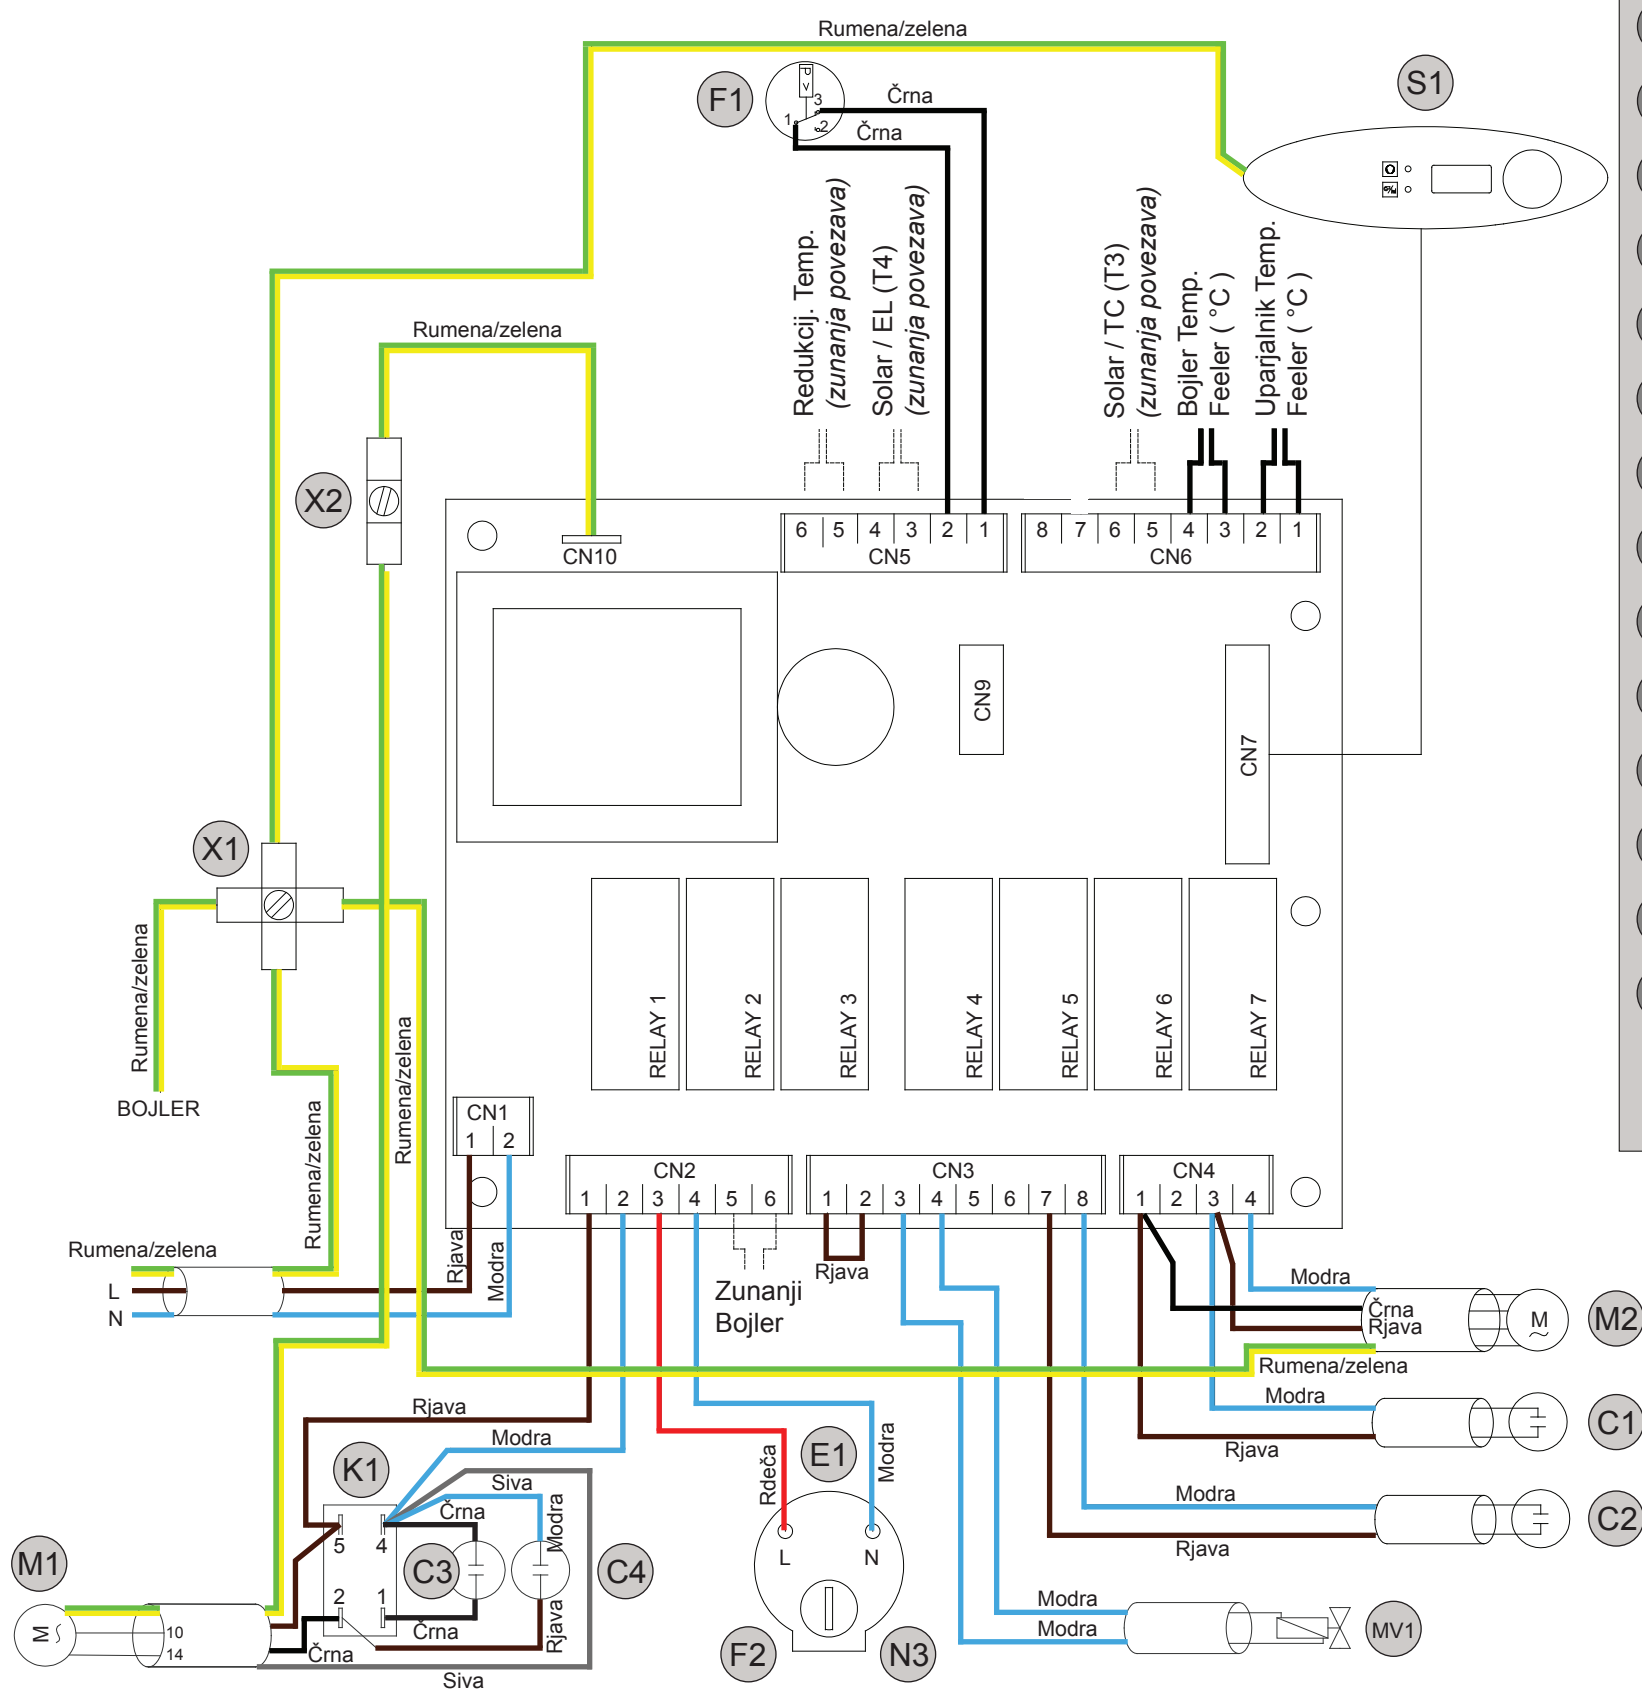 Rumena/zelena
F1
P >
3
1
2
Črna
Črna
S1
Redukcij. Temp.
(zunanja povezava)
Solar / EL (T4)
(zunanja povezava)
Solar / TC (T3)
(zunanja povezava)
Bojler Temp.
Feeler ( °C )
Uparjalnik Temp.
Feeler ( °C )
Rumena/zelena
X2
CN10
6 5 4 3 2 1
CN5
8 7 6 5 4 3 2 1
CN6
CN9
CN7
X1
Rumena/zelena
BOJLER
Rumena/zelena
Rumena/zelena
RELAY 1
RELAY 2
RELAY 3
RELAY 4
RELAY 5
RELAY 6
RELAY 7
CN1
1 2
CN2
1 2 3 4 5 6
CN3
1 2 3 4 5 6 7 8
CN4
1 2 3 4
Rumena/zelena
L
N
Rjava
Modra
Zunanji
Bojler
Rjava
Modra
Črna
Rjava
M
M2
Rumena/zelena
Rjava
Modra
Modra
C1
Rjava
K1
Siva
Črna
Modra
5 4
2 1
C3
C4
Črna
Rjava
Rdeča
E1
Modra
L N
F2
N3
Modra
C2
Rjava
M1
M
10
14
Črna
Siva
Modra
Modra
MV1